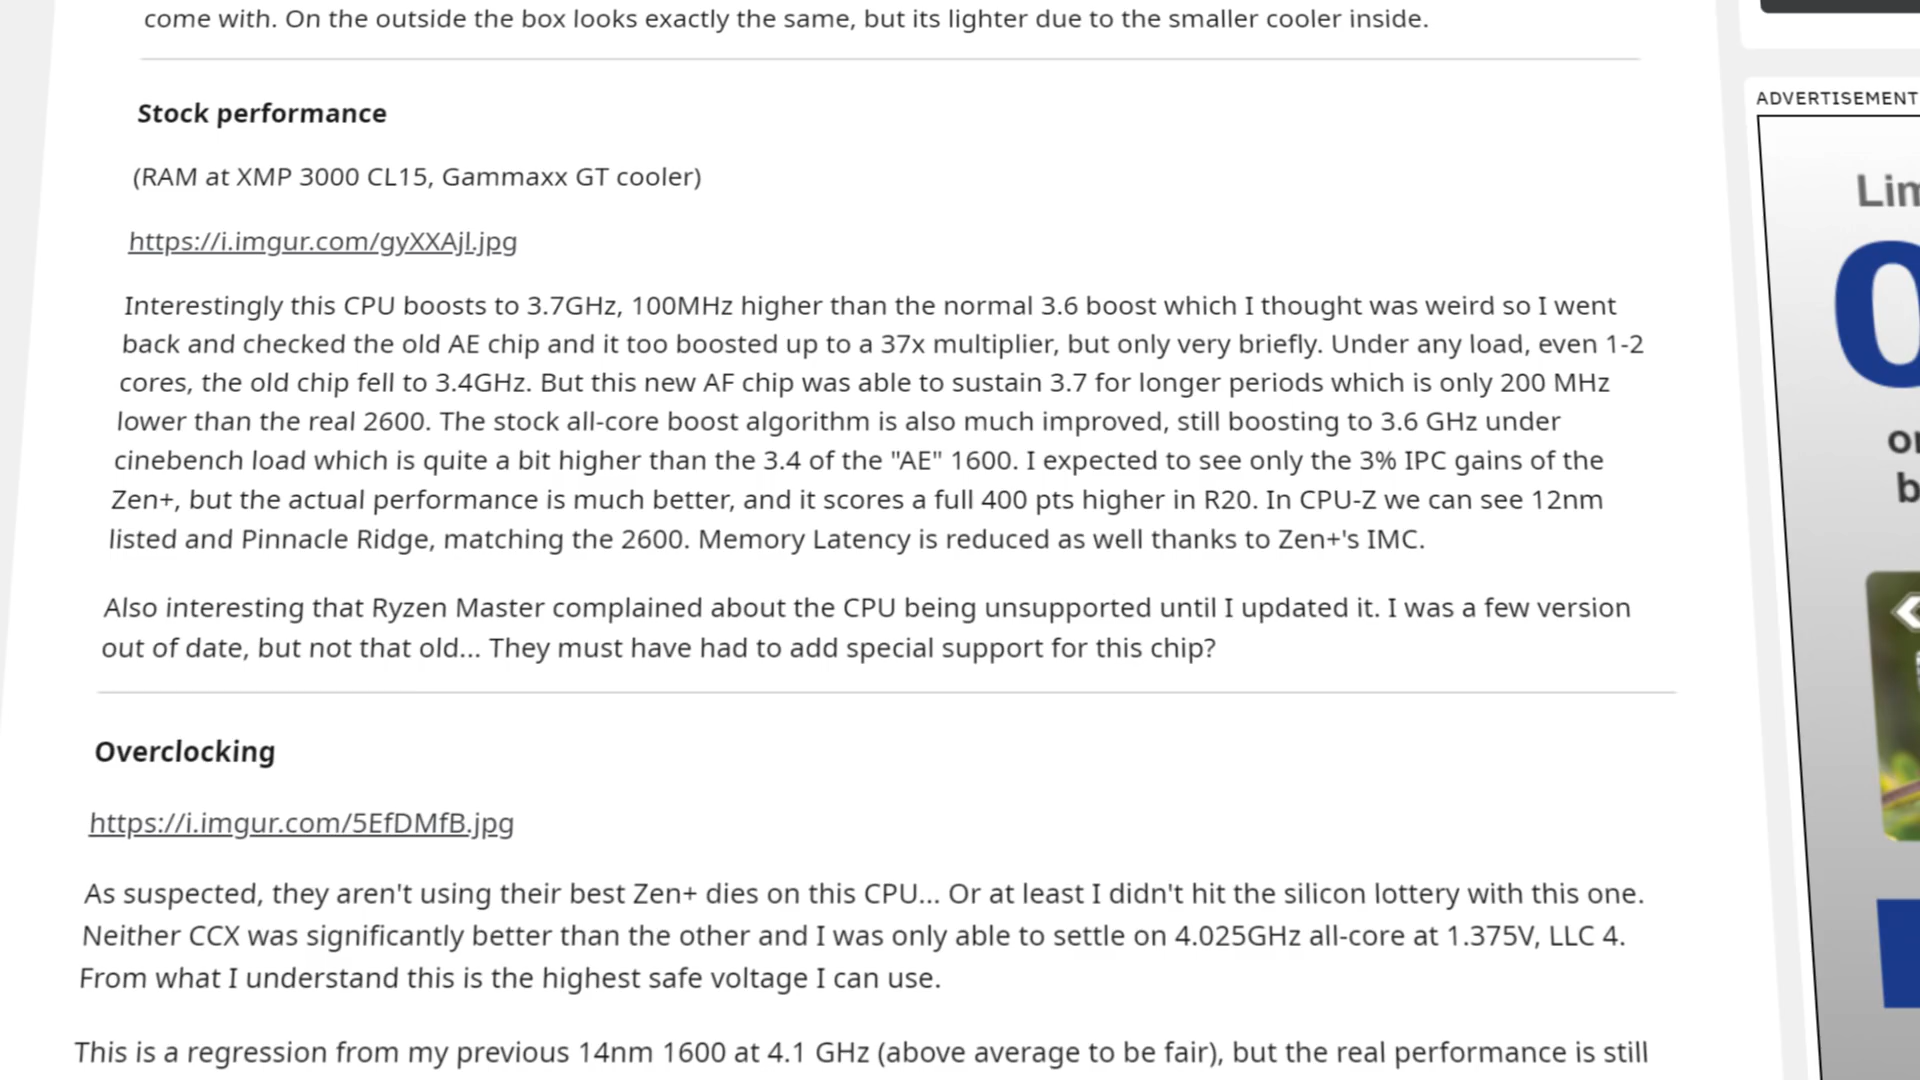 come with. On the outside the box looks exactly the same, but its lighter due to the smaller cooler inside.
Stock performance
(RAM at XMP 3000 CL15, Gammaxx GT cooler)
https://i.imgur.com/gyXXAjl.jpg
Interestingly this CPU boosts to 3.7GHz, 100MHz higher than the normal 3.6 boost which I thought was weird so I went
back and checked the old AE chip and it too boosted up to a 37x multiplier, but only very briefly. Under any load, even 1-2
cores, the old chip fell to 3.4GHz. But this new AF chip was able to sustain 3.7 for longer periods which is only 200 MHz
lower than the real 2600. The stock all-core boost algorithm is also much improved, still boosting to 3.6 GHz under
cinebench load which is quite a bit higher than the 3.4 of the "AE" 1600. I expected to see only the 3% IPC gains of the
Zen+, but the actual performance is much better, and it scores a full 400 pts higher in R20. In CPU-Z we can see 12nm
listed and Pinnacle Ridge, matching the 2600. Memory Latency is reduced as well thanks to Zen+'s IMC.
Also interesting that Ryzen Master complained about the CPU being unsupported until I updated it. I was a few version
out of date, but not that old... They must have had to add special support for this chip?
Overclocking
https://i.imgur.com/5EfDMfB.jpg
As suspected, they aren't using their best Zen+ dies on this CPU... Or at least I didn't hit the silicon lottery with this one.
Neither CCX was significantly better than the other and I was only able to settle on 4.025GHz all-core at 1.375V, LLC 4.
From what I understand this is the highest safe voltage I can use.
This is a regression from my previous 14nm 1600 at 4.1 GHz (above average to be fair), but the real performance is still
ADVERTISEMENT